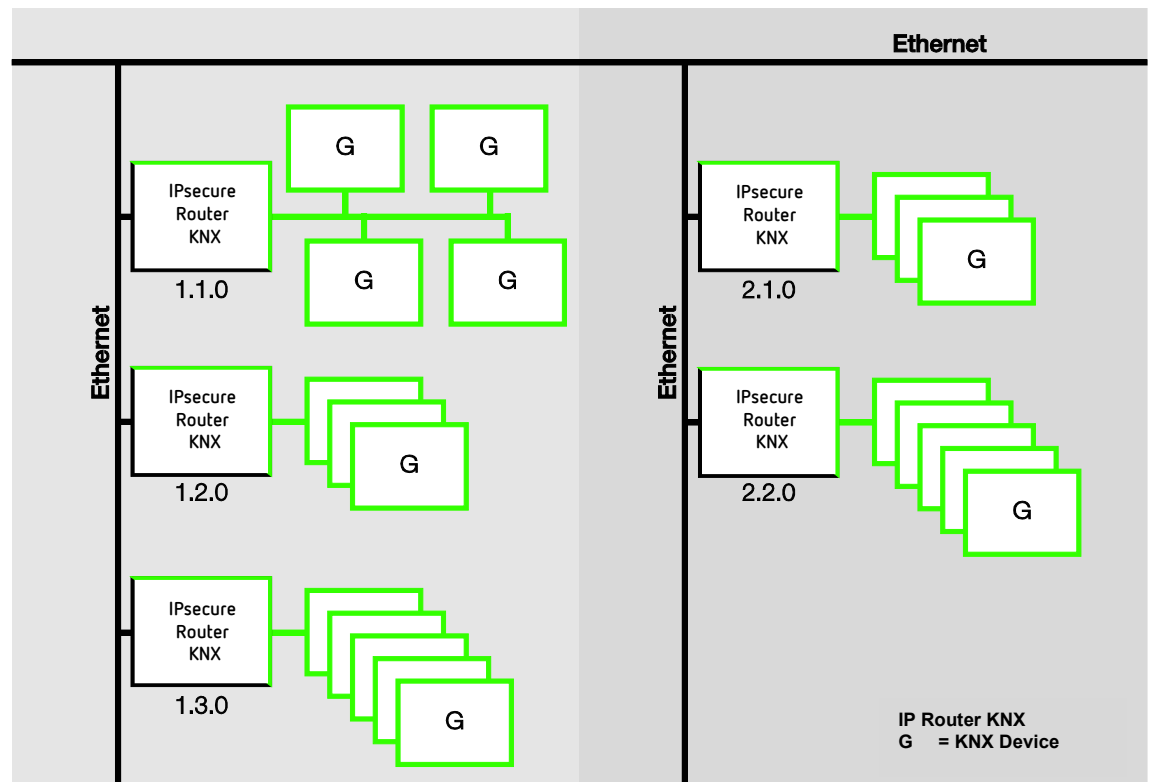 Ethernet
Ethernet
IPsecure
Router
KNX
1.1.0
G
G
G
G
IPsecure
Router
KNX
1.2.0
G
IPsecure
Router
KNX
1.3.0
G
Ethernet
IPsecure
Router
KNX
2.1.0
G
IPsecure
Router
KNX
2.2.0
G
IP Router KNX
G = KNX Device